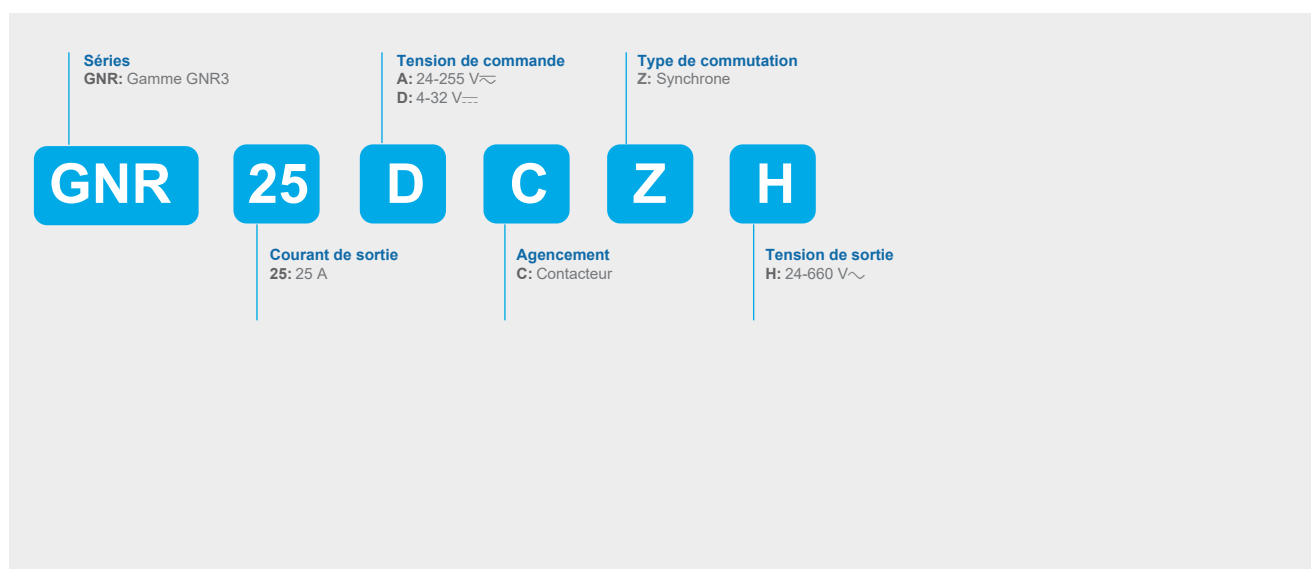 Séries
GNR: Gamme GNR3
Tension de commande
A: 24-255 V⏦
D: 4-32 V⎓
Type de commutation
Z: Synchrone
GNR 25 D C Z H
Courant de sortie
25: 25 A
Agencement
C: Contacteur
Tension de sortie
H: 24-660 V∿